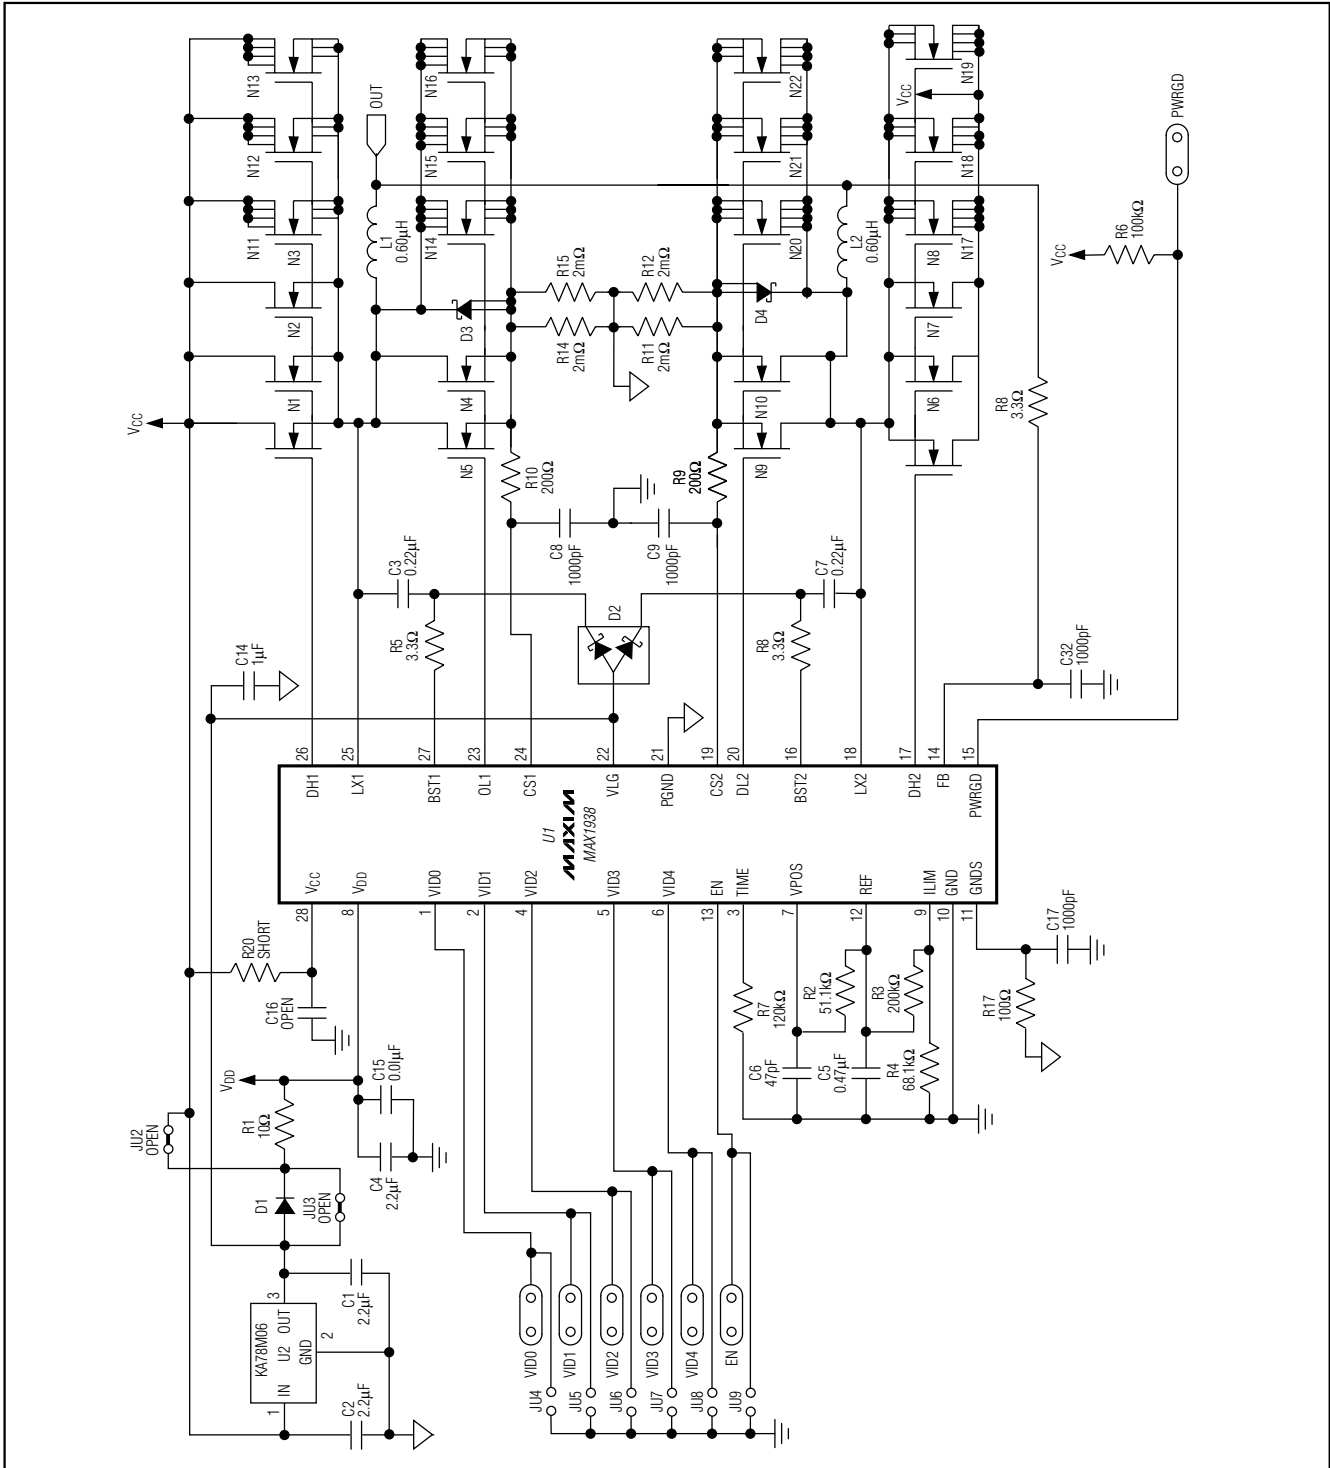 VCC
N1
N2
N3
N11
N12
N13
N5
N4
N14
N15
N16
L1
0.60µH
OUT
D3
R10
200Ω
R14
2mΩ
R15
2mΩ
R11
2mΩ
R12
2mΩ
C8
1000pF
C9
1000pF
R9
200Ω
N9
N10
D4
N20
N21
N22
L2
0.60µH
N6
N7
N8
N17
N18
N19
VCC
VCC
R6
100kΩ
PWRGD
R8
3.3Ω
C32
1000pF
C14
1µF
C3
0.22µF
R5
3.3Ω
D2
R8
3.3Ω
C7
0.22µF
26
25
27
23
24
22
21
19
20
16
18
17
14
15
DH1
LX1
BST1
OL1
CS1
VLG
PGND
CS2
DL2
BST2
LX2
DH2
FB
PWRGD
U1
MAXIM
MAX1938
VCC
VDD
VID0
VID1
VID2
VID3
VID4
EN
TIME
VPOS
REF
ILIM
GND
GNDS
28
8
1
2
4
5
6
13
3
7
12
9
10
11
R20
SHORT
C16
OPEN
VDD
R1
10Ω
C15
0.0IµF
C4
2.2µF
JU2
OPEN
D1
JU3
OPEN
KA78M06
IN U2 OUT
GND
1
2
3
C1
2.2µF
C2
2.2µF
R7
120kΩ
C6
47pF
R2
51.1kΩ
C5
0.47µF
R3
200kΩ
R4
68.1kΩ
R17
100Ω
C17
1000pF
VID0
VID1
VID2
VID3
VID4
EN
JU4
JU5
JU6
JU7
JU8
JU9